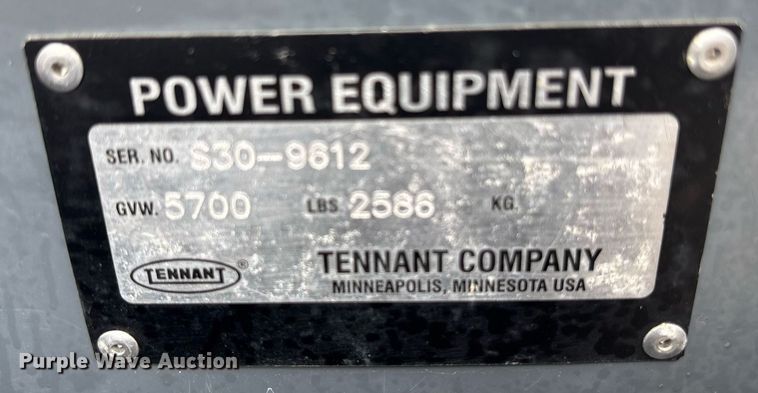 POWER EQUIPMENT
SER. NO. S30-9612
GVW. 5700 LBS 2586 KG.
TENNANT ® TENNANT COMPANY
MINNEAPOLIS, MINNESOTA USA
Purple Wave Auction